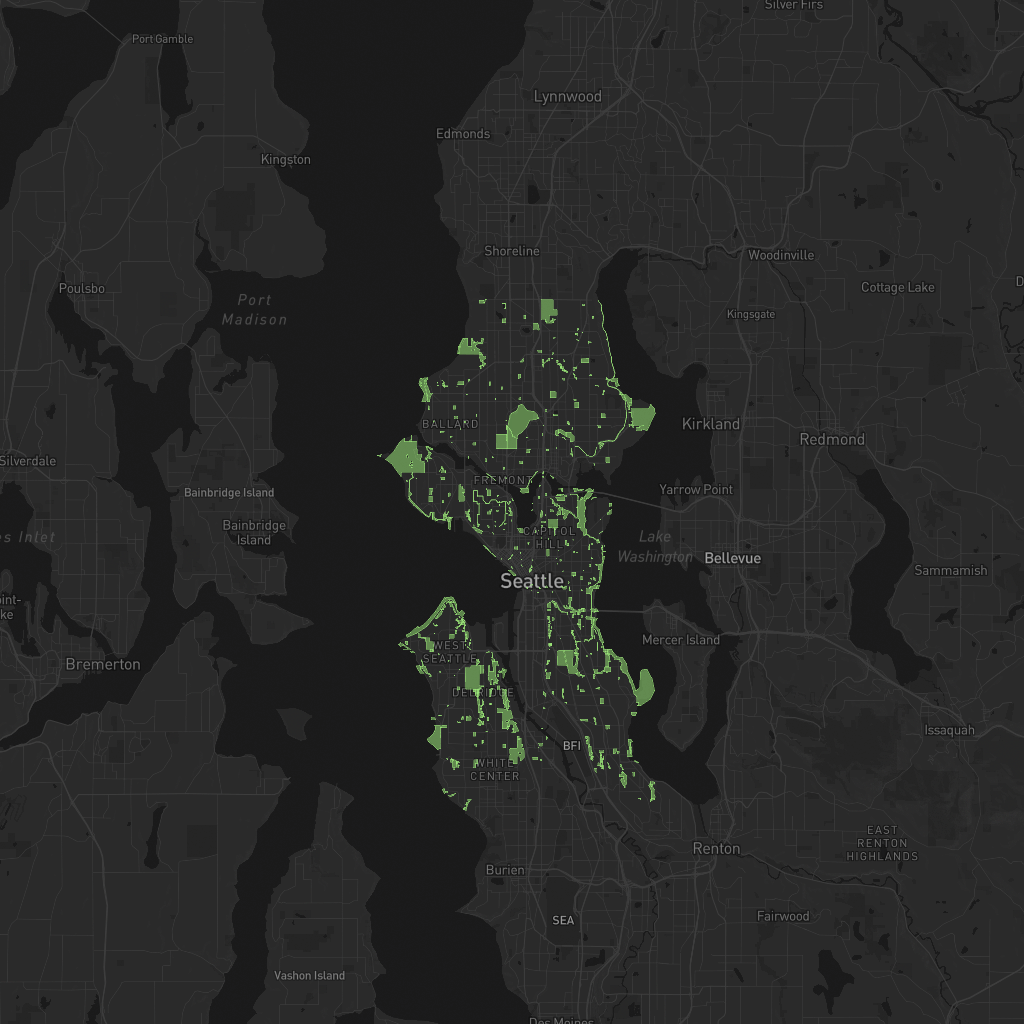 Silver Firs
Port Gamble
Lynnwood
Edmonds
Kingston
Shoreline
Woodinville
Poulsbo
Cottage Lake
D
Port
Madison
Kingsgate
BALLARD
Kirkland
Redmond
Silverdale
FREMONT
Bainbridge Island
Yarrow Point
Bainbridge
Island
es Inlet
CAPITOL
HILL
Lake
Washington
Bellevue
Sammamish
Seattle
oint-
ke
Mercer Island
WEST
SEATTLE
Bremerton
DELRIDGE
Issaquah
BFI
WHITE
CENTER
EAST
RENTON
HIGHLANDS
Renton
Burien
SEA
Fairwood
Vashon Island
Des Moines